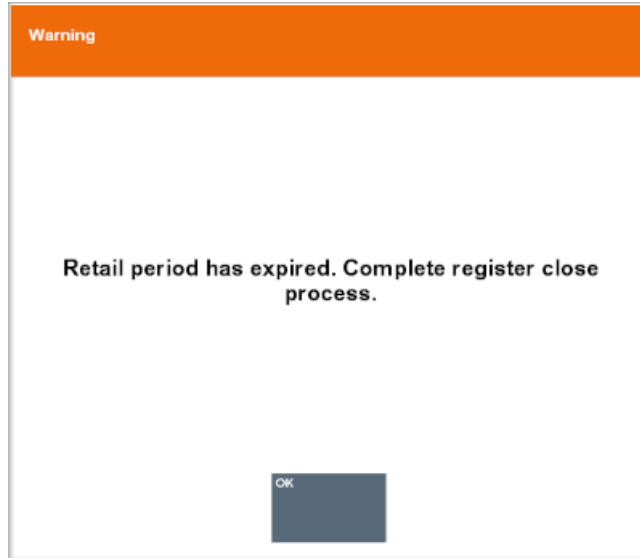 Warning
Retail period has expired. Complete register close
process.
OK